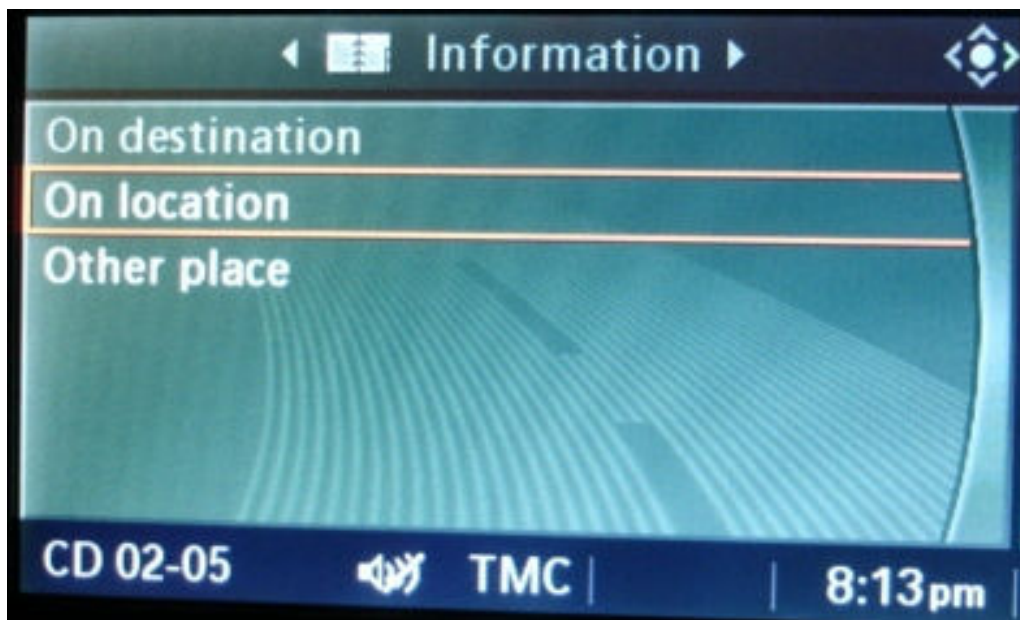 Information
On destination
On location
Other place
CD 02-05 TMC 8:13pm